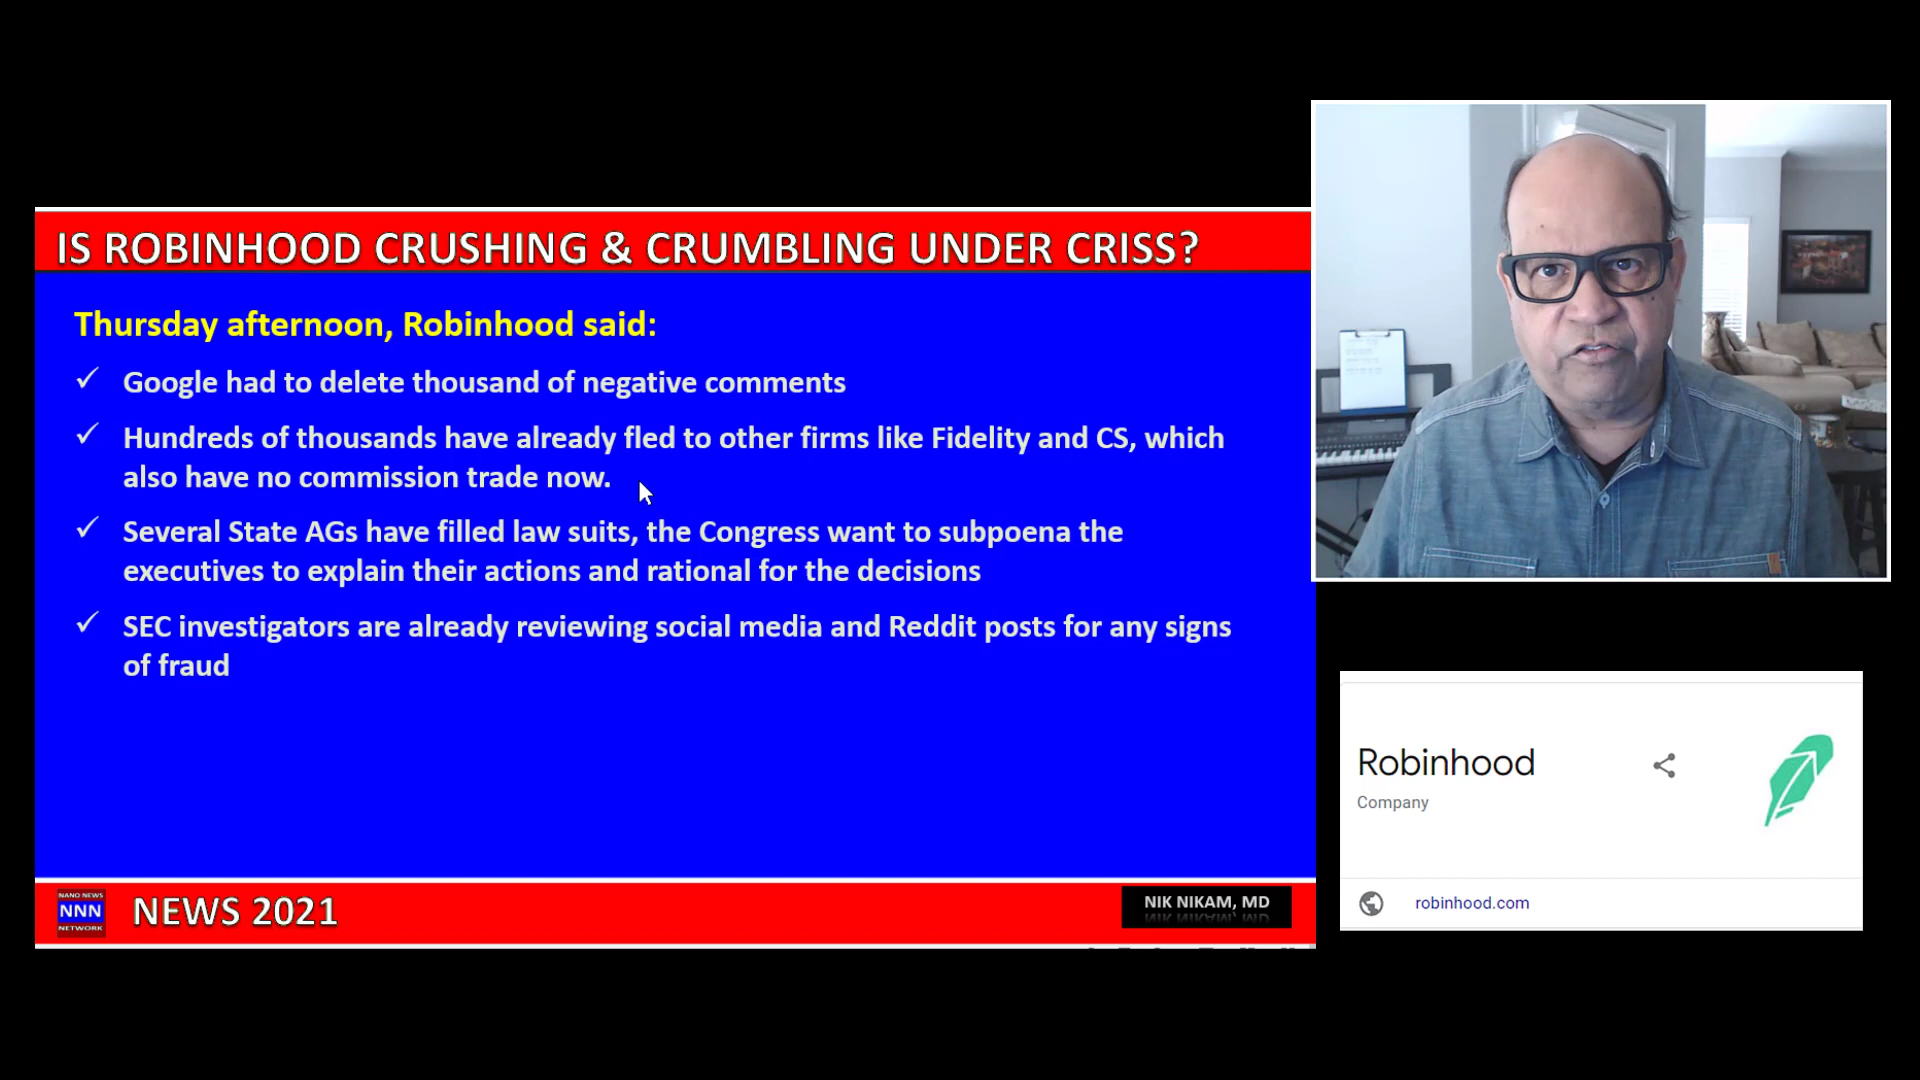 IS ROBINHOOD CRUSHING & CRUMBLING UNDER CRISS?
Thursday afternoon, Robinhood said:
✓ Google had to delete thousand of negative comments
✓ Hundreds of thousands have already fled to other firms like Fidelity and CS, which
also have no commission trade now.
✓ Several State AGs have filled law suits, the Congress want to subpoena the
executives to explain their actions and rational for the decisions
✓ SEC investigators are already reviewing social media and Reddit posts for any signs
of fraud
NANO NEWS
NNN
NETWORK
NEWS 2021
NIK NIKAM, MD
Robinhood
Company
robinhood.com